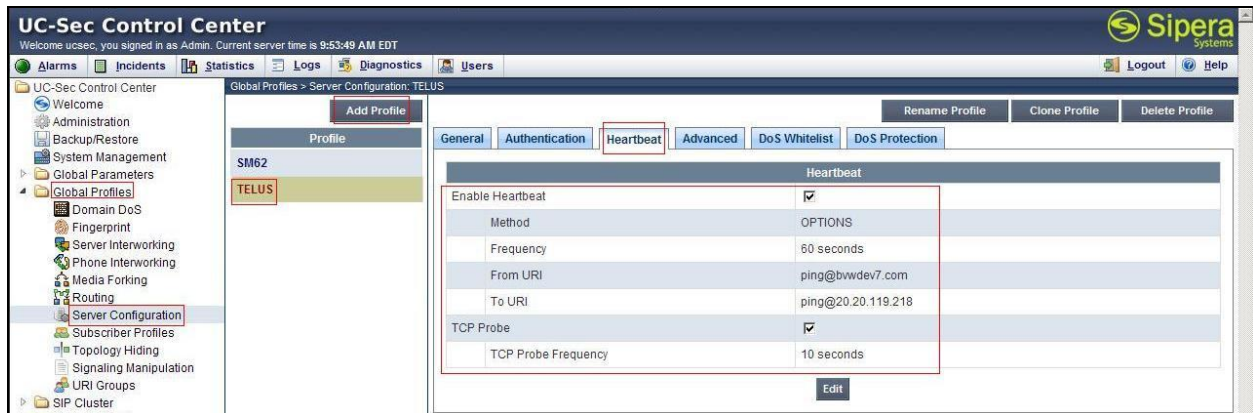 UC-Sec Control Center
Welcome ucsec, you signed in as Admin. Current server time is 9:53:49 AM EDT
Sipera
Systems
Alarms Incidents Statistics Logs Diagnostics Users Logout Help
UC-Sec Control Center
Welcome
Administration
Backup/Restore
System Management
Global Parameters
Global Profiles
Domain DoS
Fingerprint
Server Interworking
Phone Interworking
Media Forking
Routing
Server Configuration
Subscriber Profiles
Topology Hiding
Signaling Manipulation
URI Groups
SIP Cluster
Global Profiles > Server Configuration: TELUS
Add Profile
Profile
SM62
TELUS
Rename Profile Clone Profile Delete Profile
General Authentication Heartbeat Advanced DoS Whitelist DoS Protection
Heartbeat
Enable Heartbeat
Method OPTIONS
Frequency 60 seconds
From URI ping@bvwdev7.com
To URI ping@20.20.119.218
TCP Probe
TCP Probe Frequency 10 seconds
Edit